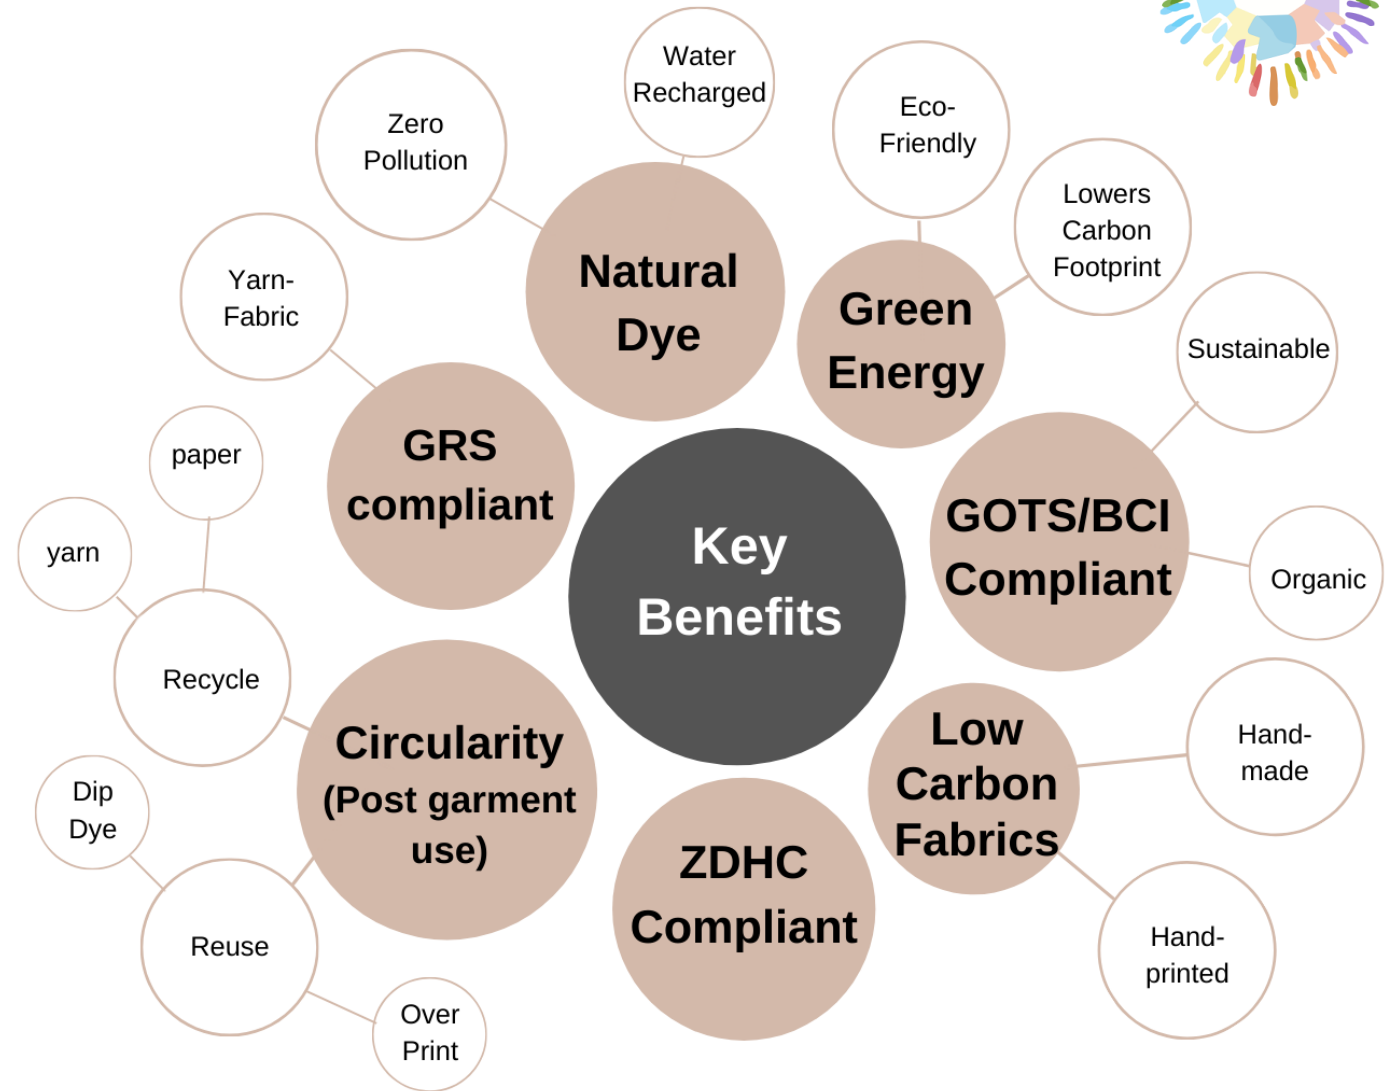 Key
Benefits
Natural
Dye
Zero
Pollution
Water
Recharged
Green
Energy
Eco-
Friendly
Lowers
Carbon
Footprint
GOTS/BCI
Compliant
Sustainable
Organic
Low
Carbon
Fabrics
Hand-
made
Hand-
printed
ZDHC
Compliant
Circularity
(Post garment
use)
Reuse
Over
Print
Dip
Dye
Recycle
yarn
paper
GRS
compliant
Yarn-
Fabric